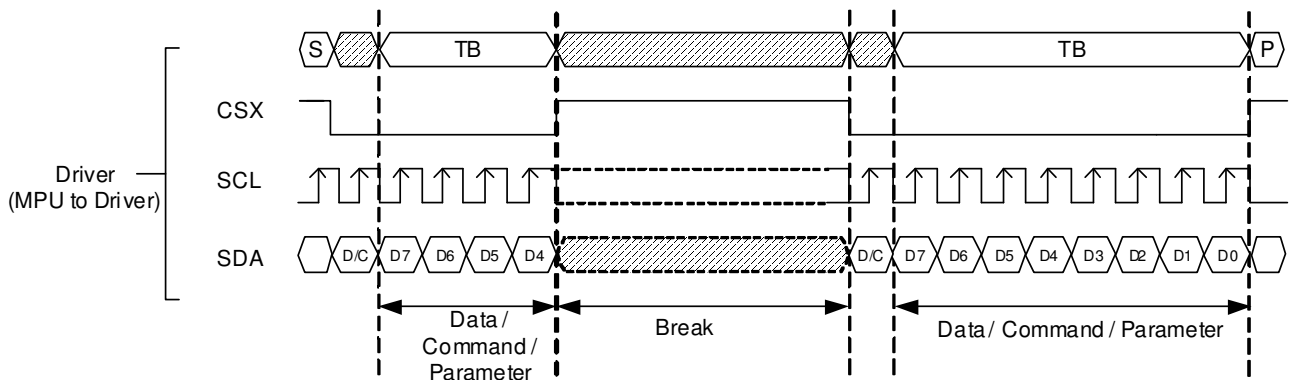 S TB TB P
CSX
Driver
(MPU to Driver)
SCL
SDA D/C D7 D6 D5 D4 D/C D7 D6 D5 D4 D3 D2 D1 D0
Data /
Command /
Parameter
Break
Data / Command / Parameter